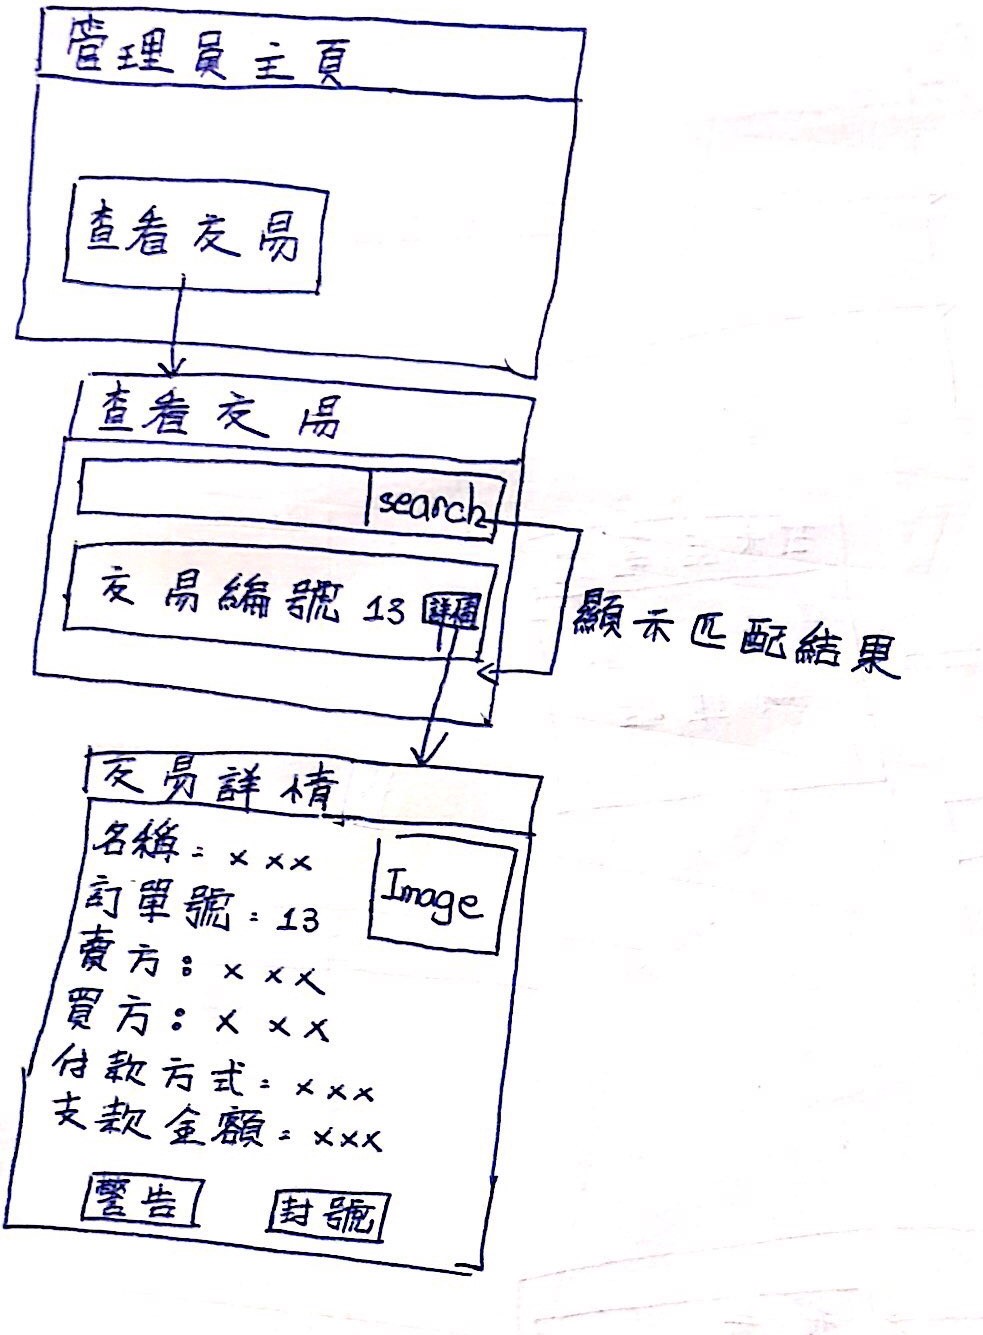 管理員主頁
查看交易
查看交易
search
交易編號 13 詳情
顯示匹配結果
交易詳情
名稱: x x x
Image
訂單號: 13
賣方: x x x
買方: x x x
付款方式: x x x
支款金額: x x x
警告
封號